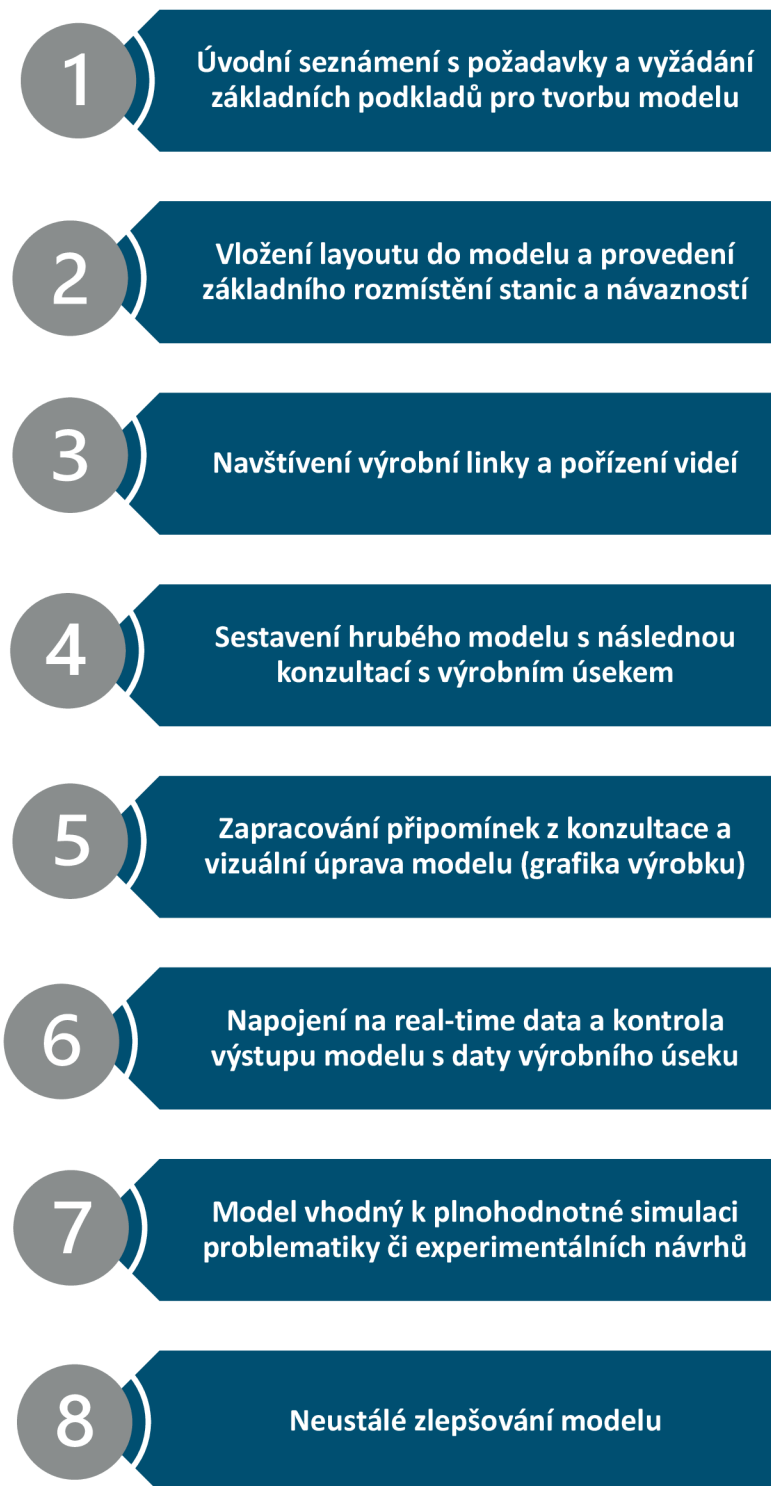 1
Úvodní seznámení s požadavky a vyžádání
základních podkladů pro tvorbu modelu
2
Vložení layoutu do modelu a provedení
základního rozmístění stanic a návazností
3
Navštívení výrobní linky a pořízení videí
4
Sestavení hrubého modelu s následnou
konzultací s výrobním úsekem
5
Zapracování připomínek z konzultace a
vizuální úprava modelu (grafika výrobku)
6
Napojení na real-time data a kontrola
výstupu modelu s daty výrobního úseku
7
Model vhodný k plnohodnotné simulaci
problematiky či experimentálních návrhů
8
Neustálé zlepšování modelu